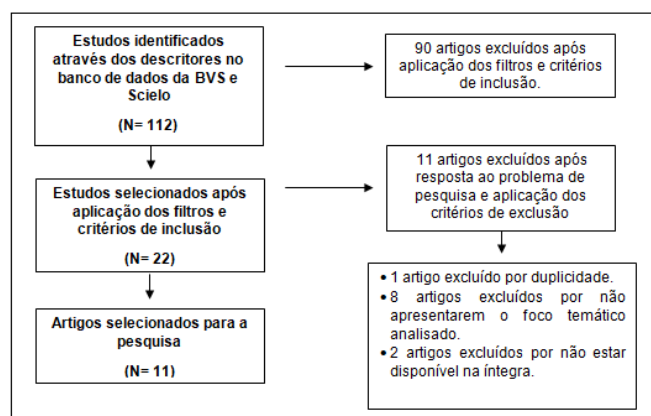 Estudos identificados
através dos descritores no
banco de dados da BVS e
Scielo
(N= 112)
90 artigos excluídos após
aplicação dos filtros e critérios
de inclusão.
Estudos selecionados após
aplicação dos filtros e
critérios de inclusão
(N= 22)
11 artigos excluídos após
resposta ao problema de
pesquisa e aplicação dos
critérios de exclusão
• 1 artigo excluído por duplicidade.
• 8 artigos excluídos por não
apresentarem o foco temático
analisado.
• 2 artigos excluídos por não estar
disponível na íntegra.
Artigos selecionados para a
pesquisa
(N= 11)